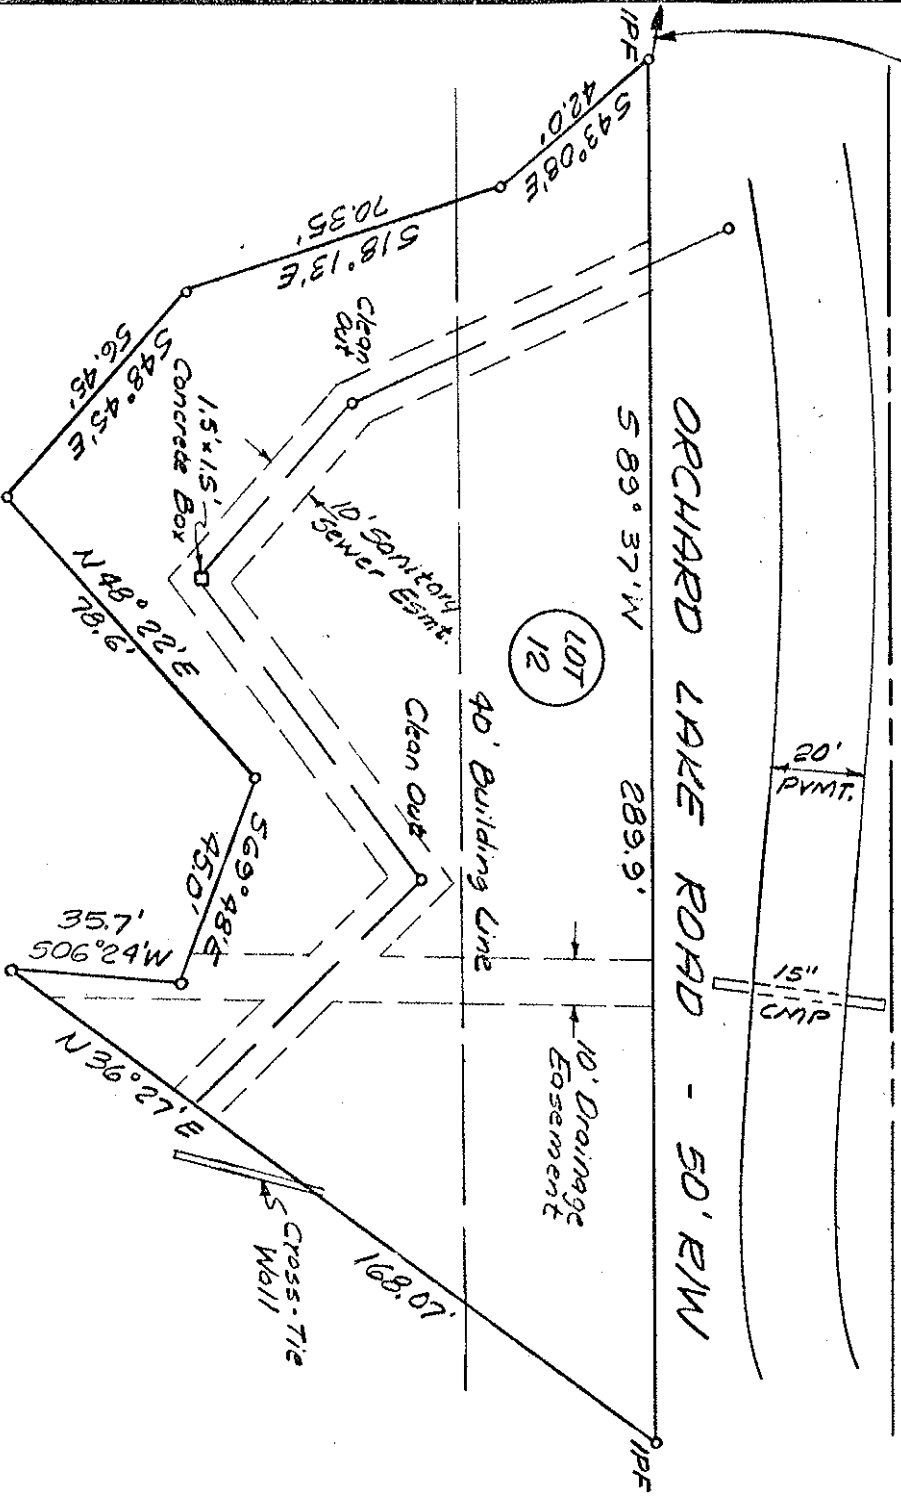 IPF
S43°08'E
42.0'
S18°13'E
70.35'
S48°45'E
56.45'
N48°22'E
78.6'
S69°48'E
45.0'
35.7'
S06°24'W
N36°27'E
168.07'
IPF
ORCHARD LAKE ROAD - 50' R/W
S 89° 37' W 289.9'
20'
PVMT.
15"
CMP
LOT
12
40' Building Line
Clean
Out
1.5' x 1.5'
Concrete Box
10' Sanitary
Sewer Esmt.
Clean Out
10' Drainage
Easement
Cross-Tie
Wall